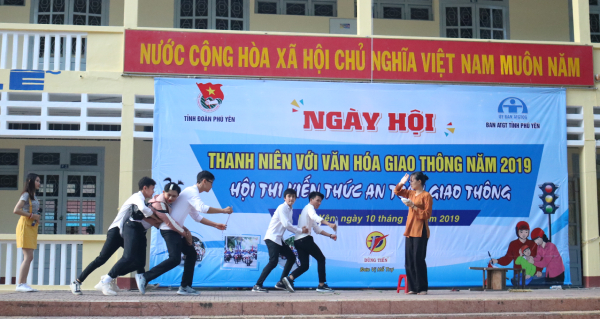 NƯỚC CỘNG HÒA XÃ HỘI CHỦ NGHĨA VIỆT NAM MUÔN NĂM
TỈNH ĐOÀN PHÚ YÊN
BAN ATGT TỈNH PHÚ YÊN
NGÀY HỘI
THANH NIÊN VỚI VĂN HÓA GIAO THÔNG NĂM 2019
HỘI THI KIẾN THỨC AN GIAO THÔNG
Yên, ngày 10 tháng 2019